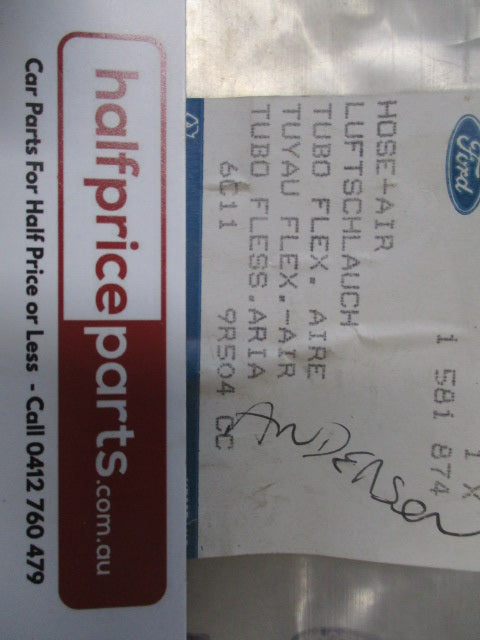 Ford
1 X
1 581 874
HOSE-AIR
LUFTSCHLAUCH
TUBO FLEX. AIRE
TUYAU FLEX.-AIR
TUBO FLESS.ARIA
6C11 9R504 CC
halfpriceparts.com.au
Car Parts For Half Price or Less - Call 0412 760 479